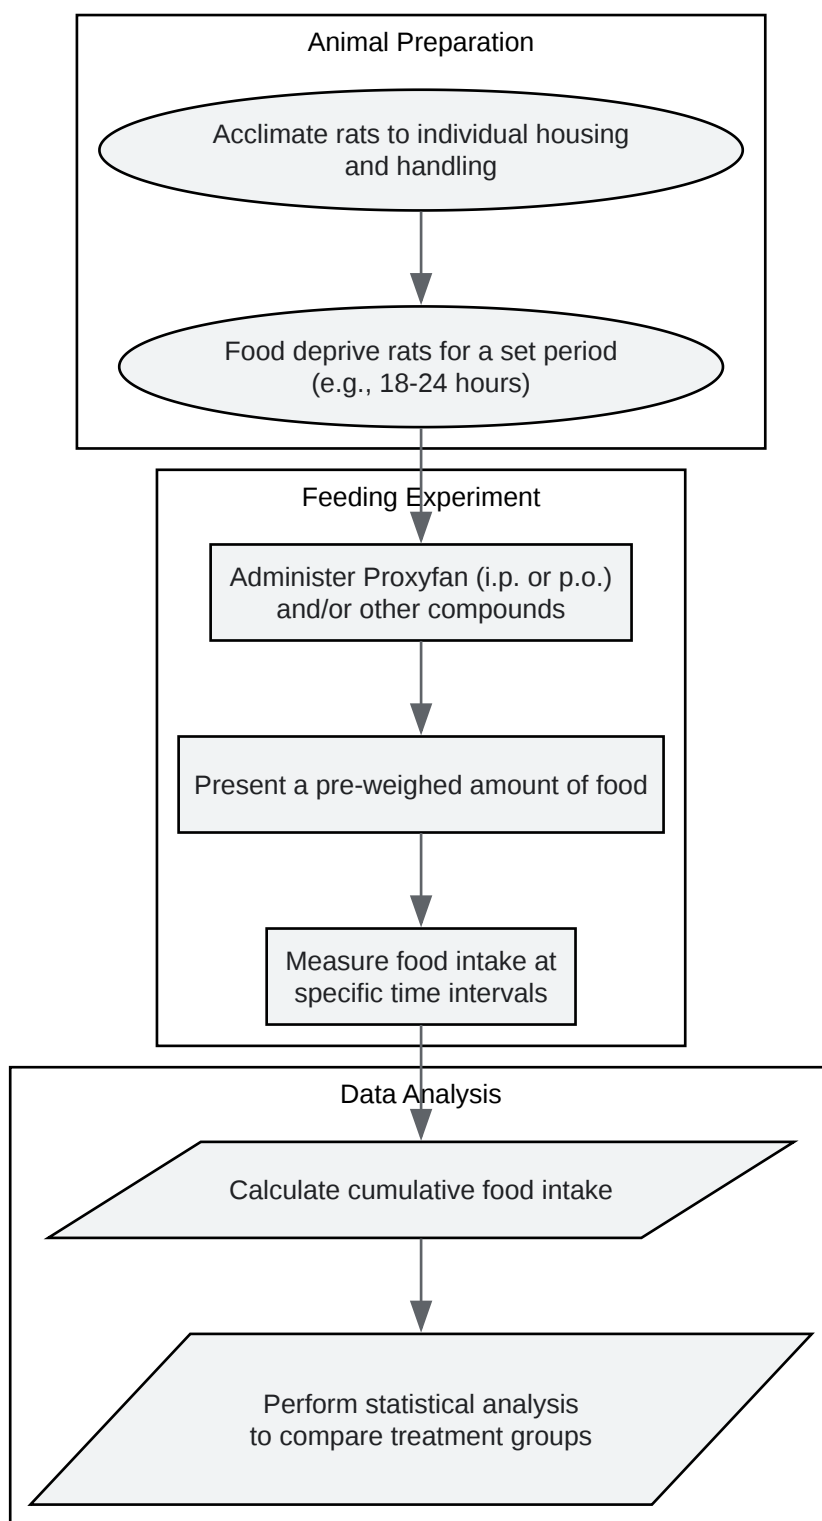 Animal Preparation
Acclimate rats to individual housing
and handling
Food deprive rats for a set period
(e.g., 18-24 hours)
Feeding Experiment
Administer Proxyfan (i.p. or p.o.)
and/or other compounds
Present a pre-weighed amount of food
Measure food intake at
specific time intervals
Data Analysis
Calculate cumulative food intake
Perform statistical analysis
to compare treatment groups